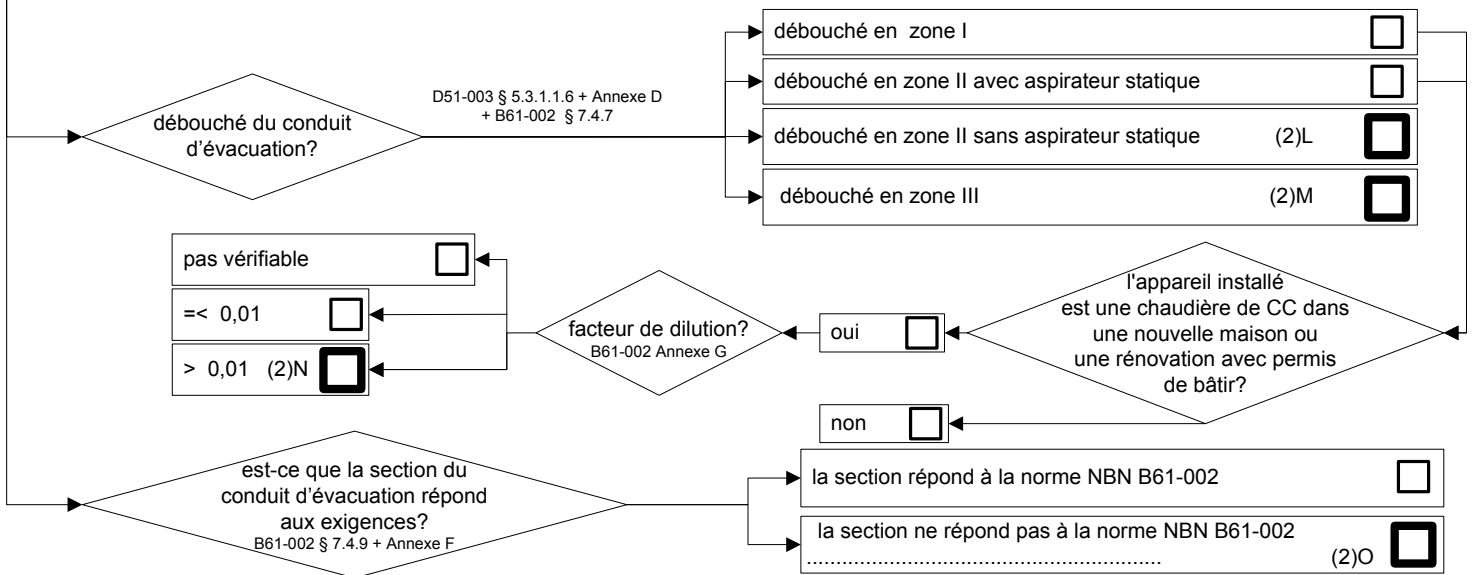 débouché en zone I
débouché en zone II avec aspirateur statique
D51-003 § 5.3.1.1.6 + Annexe D
+ B61-002 § 7.4.7
débouché du conduit
d'évacuation?
débouché en zone II sans aspirateur statique (2)L
débouché en zone III (2)M
pas vérifiable
=< 0,01
> 0,01 (2)N
facteur de dilution?
B61-002 Annexe G
oui
l'appareil installé
est une chaudière de CC dans
une nouvelle maison ou
une rénovation avec permis
de bâtir?
non
est-ce que la section du
conduit d'évacuation répond
aux exigences?
B61-002 § 7.4.9 + Annexe F
la section répond à la norme NBN B61-002
la section ne répond pas à la norme NBN B61-002
............................................................. (2)O